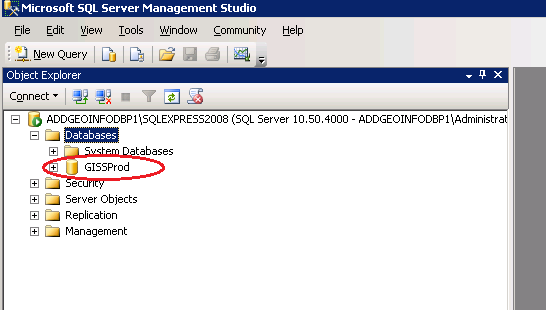 Microsoft SQL Server Management Studio
File Edit View Tools Window Community Help
New Query
Object Explorer
Connect
ADDGEOINFODBP1\SQLEXPRESS2008 (SQL Server 10.50.4000 - ADDGEOINFODBP1\Administrat
Databases
System Databases
GISSProd
Security
Server Objects
Replication
Management